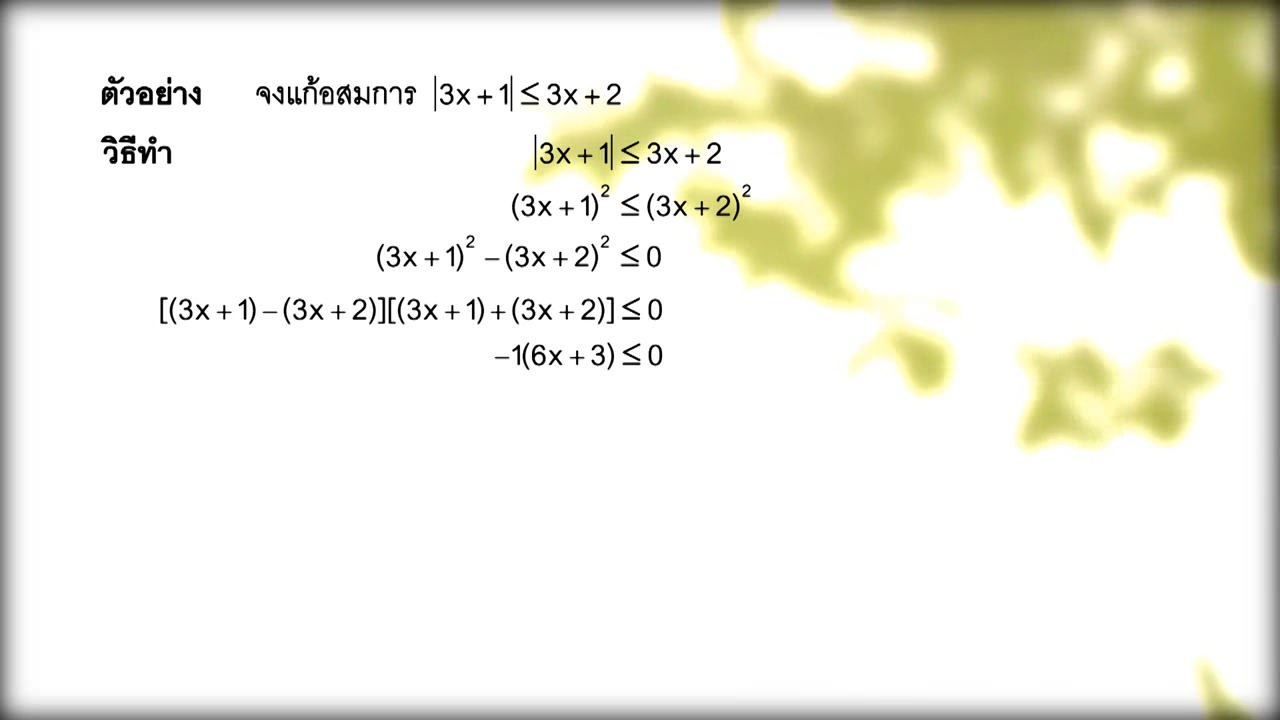 ตัวอย่าง จงแก้อสมการ |3x + 1| ≤ 3x + 2
วิธีทำ |3x + 1| ≤ 3x + 2
(3x + 1)² ≤ (3x + 2)²
(3x + 1)² − (3x + 2)² ≤ 0
[(3x + 1) − (3x + 2)][(3x + 1) + (3x + 2)] ≤ 0
−1(6x + 3) ≤ 0